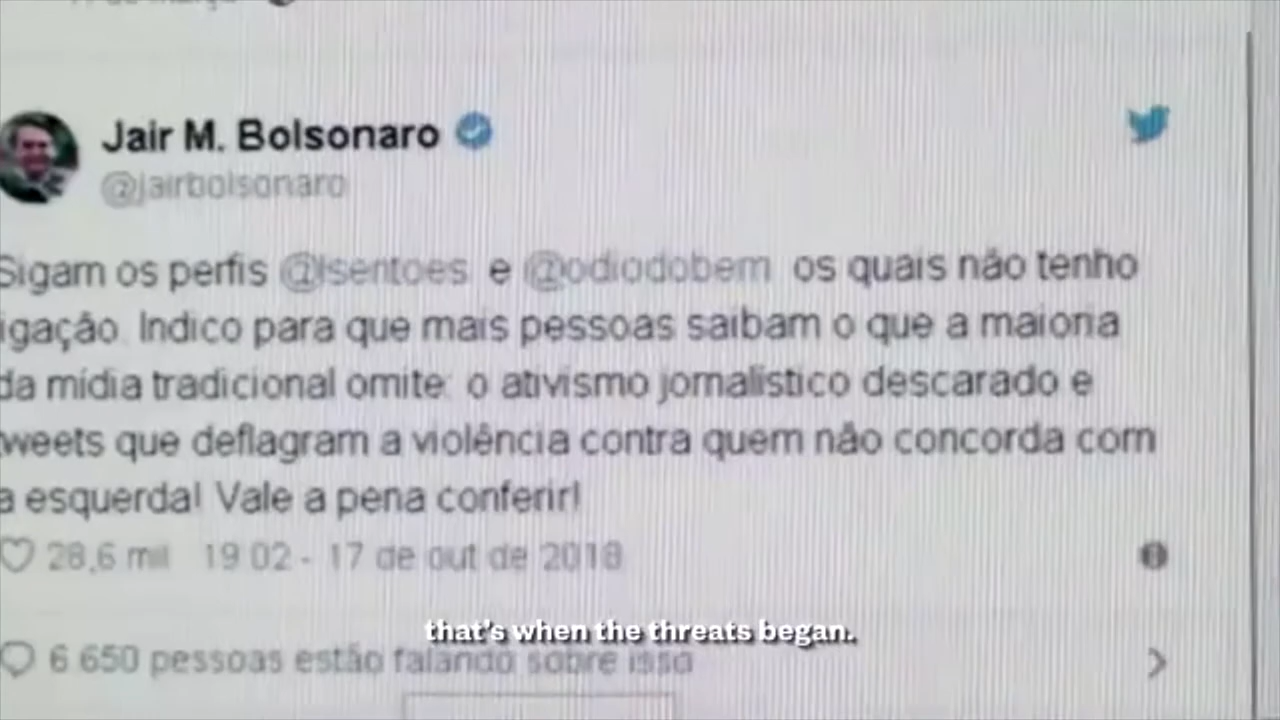 Jair M. Bolsonaro
@jairbolsonaro
Sigam os perfis @isentoes e @odiodobem os quais não tenho
igação. Indico para que mais pessoas saibam o que a maioria
da mídia tradicional omite: o ativismo jornalístico descarado e
weets que deflagram a violência contra quem não concorda com
a esquerda! Vale a pena conferir!
28,6 mil 19:02 - 17 de out de 2018
that's when the threats began.
6.650 pessoas estão falando sobre isso